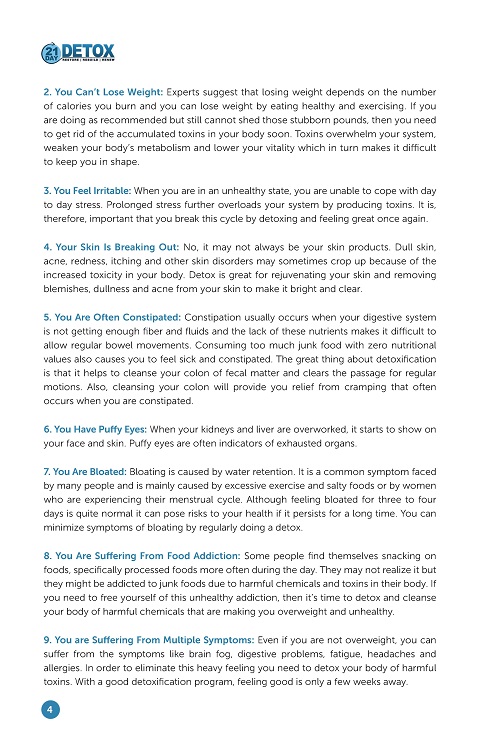 21 DAY DETOX
RESTORE | REBUILD | RENEW
2. You Can't Lose Weight: Experts suggest that losing weight depends on the number
of calories you burn and you can lose weight by eating healthy and exercising. If you
are doing as recommended but still cannot shed those stubborn pounds, then you need
to get rid of the accumulated toxins in your body soon. Toxins overwhelm your system,
weaken your body's metabolism and lower your vitality which in turn makes it difficult
to keep you in shape.
3. You Feel Irritable: When you are in an unhealthy state, you are unable to cope with day
to day stress. Prolonged stress further overloads your system by producing toxins. It is,
therefore, important that you break this cycle by detoxing and feeling great once again.
4. Your Skin Is Breaking Out: No, it may not always be your skin products. Dull skin,
acne, redness, itching and other skin disorders may sometimes crop up because of the
increased toxicity in your body. Detox is great for rejuvenating your skin and removing
blemishes, dullness and acne from your skin to make it bright and clear.
5. You Are Often Constipated: Constipation usually occurs when your digestive system
is not getting enough fiber and fluids and the lack of these nutrients makes it difficult to
allow regular bowel movements. Consuming too much junk food with zero nutritional
values also causes you to feel sick and constipated. The great thing about detoxification
is that it helps to cleanse your colon of fecal matter and clears the passage for regular
motions. Also, cleansing your colon will provide you relief from cramping that often
occurs when you are constipated.
6. You Have Puffy Eyes: When your kidneys and liver are overworked, it starts to show on
your face and skin. Puffy eyes are often indicators of exhausted organs.
7. You Are Bloated: Bloating is caused by water retention. It is a common symptom faced
by many people and is mainly caused by excessive exercise and salty foods or by women
who are experiencing their menstrual cycle. Although feeling bloated for three to four
days is quite normal it can pose risks to your health if it persists for a long time. You can
minimize symptoms of bloating by regularly doing a detox.
8. You Are Suffering From Food Addiction: Some people find themselves snacking on
foods, specifically processed foods more often during the day. They may not realize it but
they might be addicted to junk foods due to harmful chemicals and toxins in their body. If
you need to free yourself of this unhealthy addiction, then it's time to detox and cleanse
your body of harmful chemicals that are making you overweight and unhealthy.
9. You are Suffering From Multiple Symptoms: Even if you are not overweight, you can
suffer from the symptoms like brain fog, digestive problems, fatigue, headaches and
allergies. In order to eliminate this heavy feeling you need to detox your body of harmful
toxins. With a good detoxification program, feeling good is only a few weeks away.
4